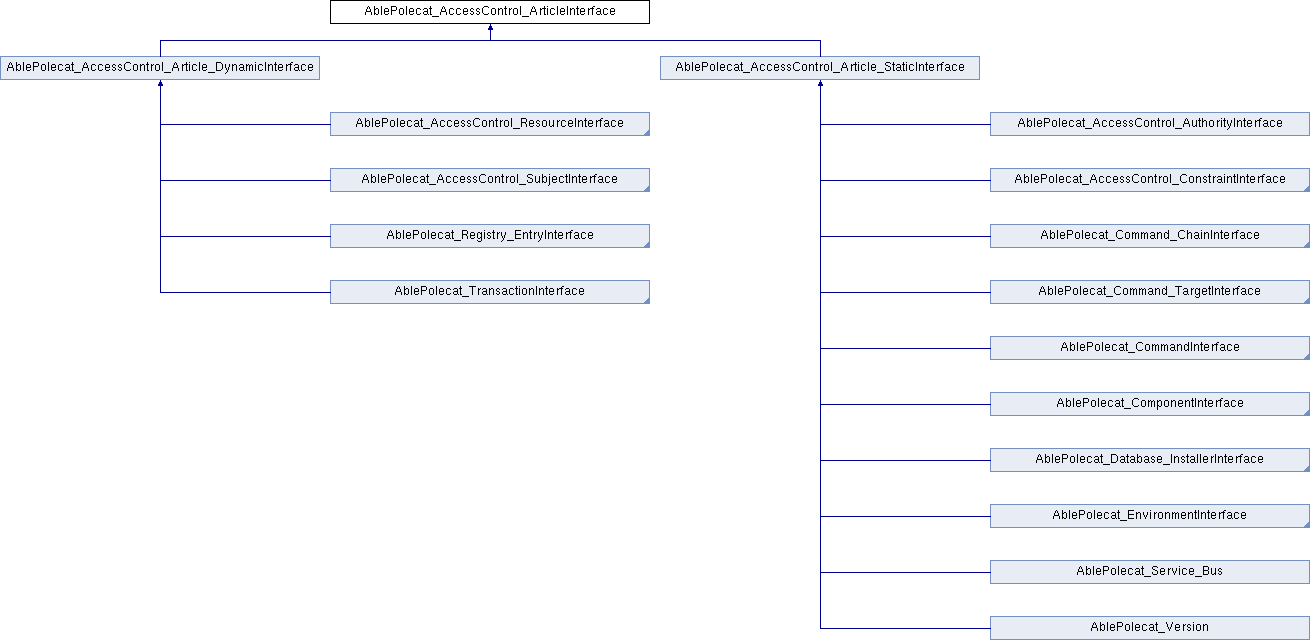 AblePolecat_AccessControl_ArticleInterface
AblePolecat_AccessControl_Article_DynamicInterface
AblePolecat_AccessControl_Article_StaticInterface
AblePolecat_AccessControl_ResourceInterface
AblePolecat_AccessControl_AuthorityInterface
AblePolecat_AccessControl_SubjectInterface
AblePolecat_AccessControl_ConstraintInterface
AblePolecat_Registry_EntryInterface
AblePolecat_Command_ChainInterface
AblePolecat_TransactionInterface
AblePolecat_Command_TargetInterface
AblePolecat_CommandInterface
AblePolecat_ComponentInterface
AblePolecat_Database_InstallerInterface
AblePolecat_EnvironmentInterface
AblePolecat_Service_Bus
AblePolecat_Version